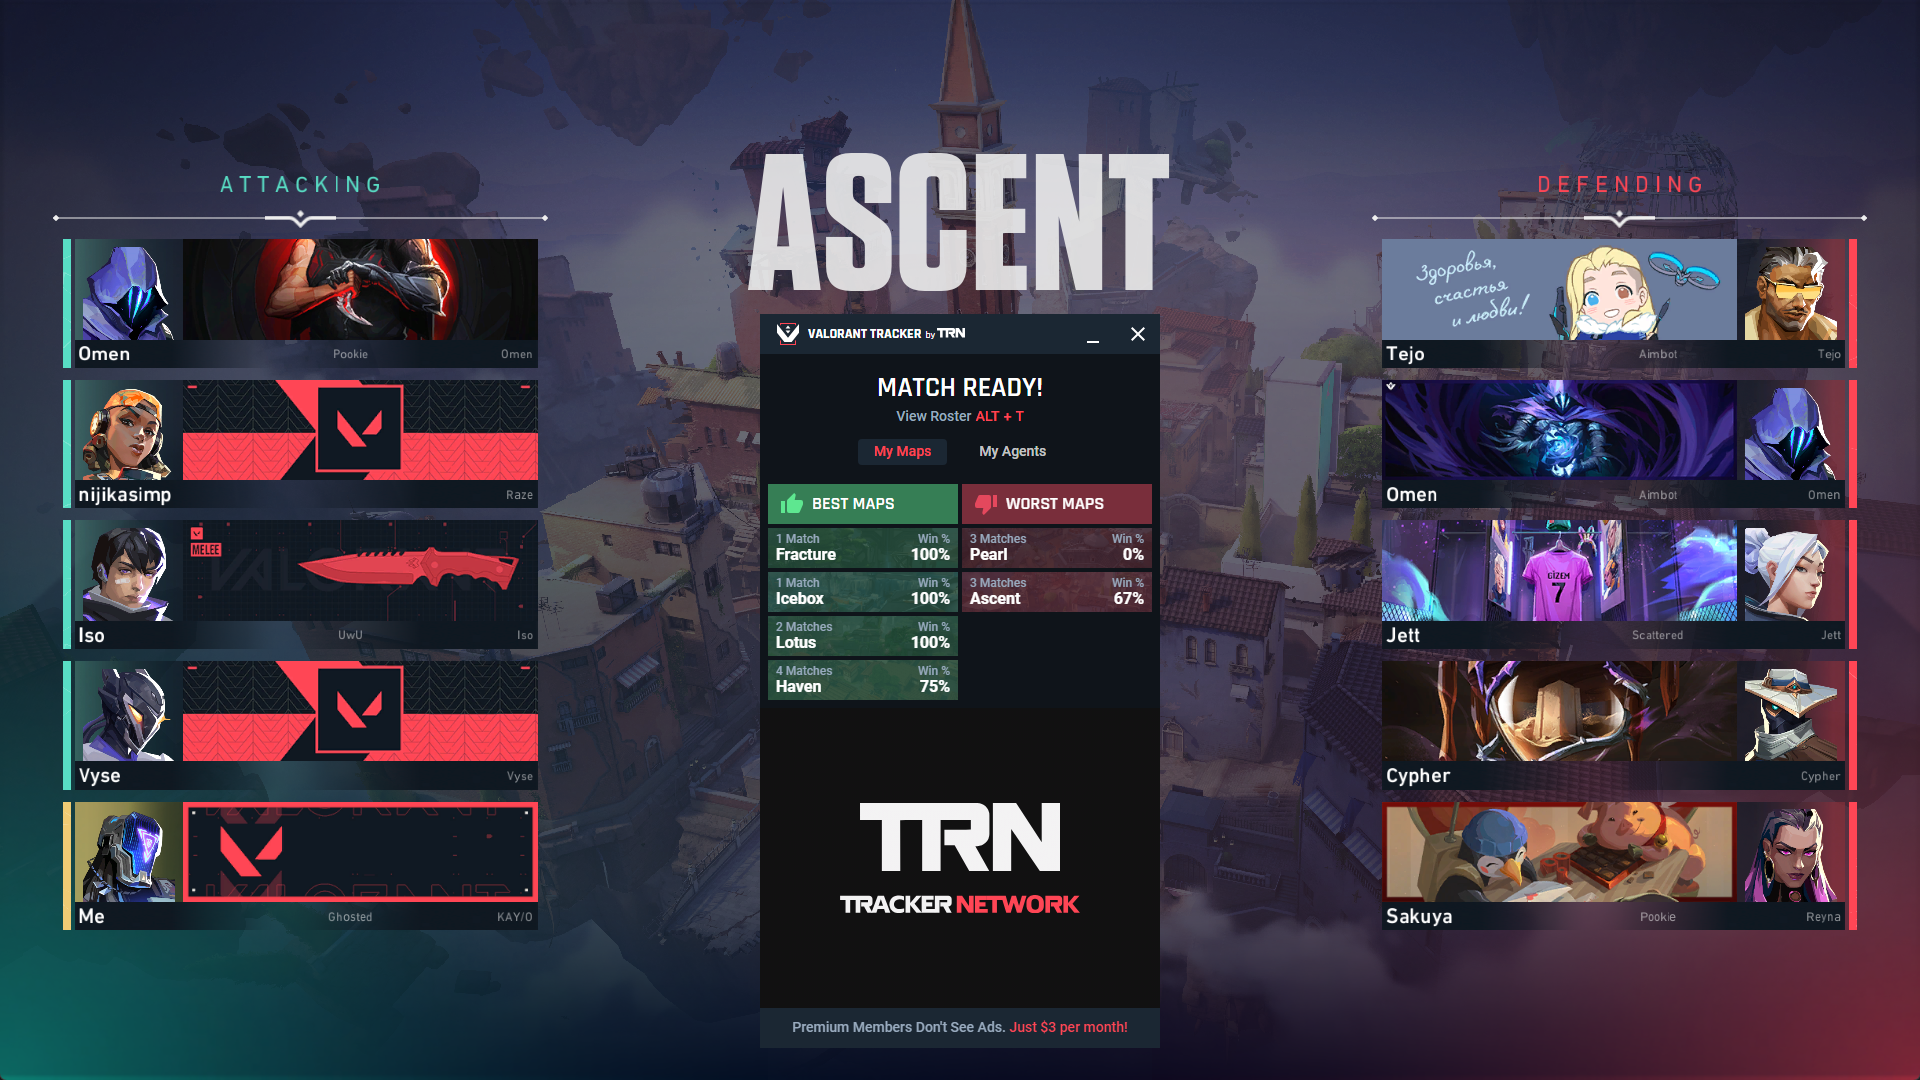 ASCENT
ATTACKING
Omen
Pookie
Omen
nijikasimp
Raze
MELEE
Iso
UwU
Iso
Vyse
Vyse
VALORANT
Me
Ghosted
KAY/O
VALORANT TRACKER by TRN
MATCH READY!
View Roster ALT + T
My Maps
My Agents
BEST MAPS
1 Match Win %
Fracture 100%
1 Match Win %
Icebox 100%
2 Matches Win %
Lotus 100%
4 Matches Win %
Haven 75%
WORST MAPS
3 Matches Win %
Pearl 0%
3 Matches Win %
Ascent 67%
TRN
TRACKER NETWORK
Premium Members Don't See Ads. Just $3 per month!
DEFENDING
Здоровья,
счастья
и любви!
Tejo
Aimbot
Tejo
Omen
Aimbot
Omen
GIZEM
7
Jett
Scattered
Jett
Cypher
Cypher
Sakuya
Pookie
Reyna